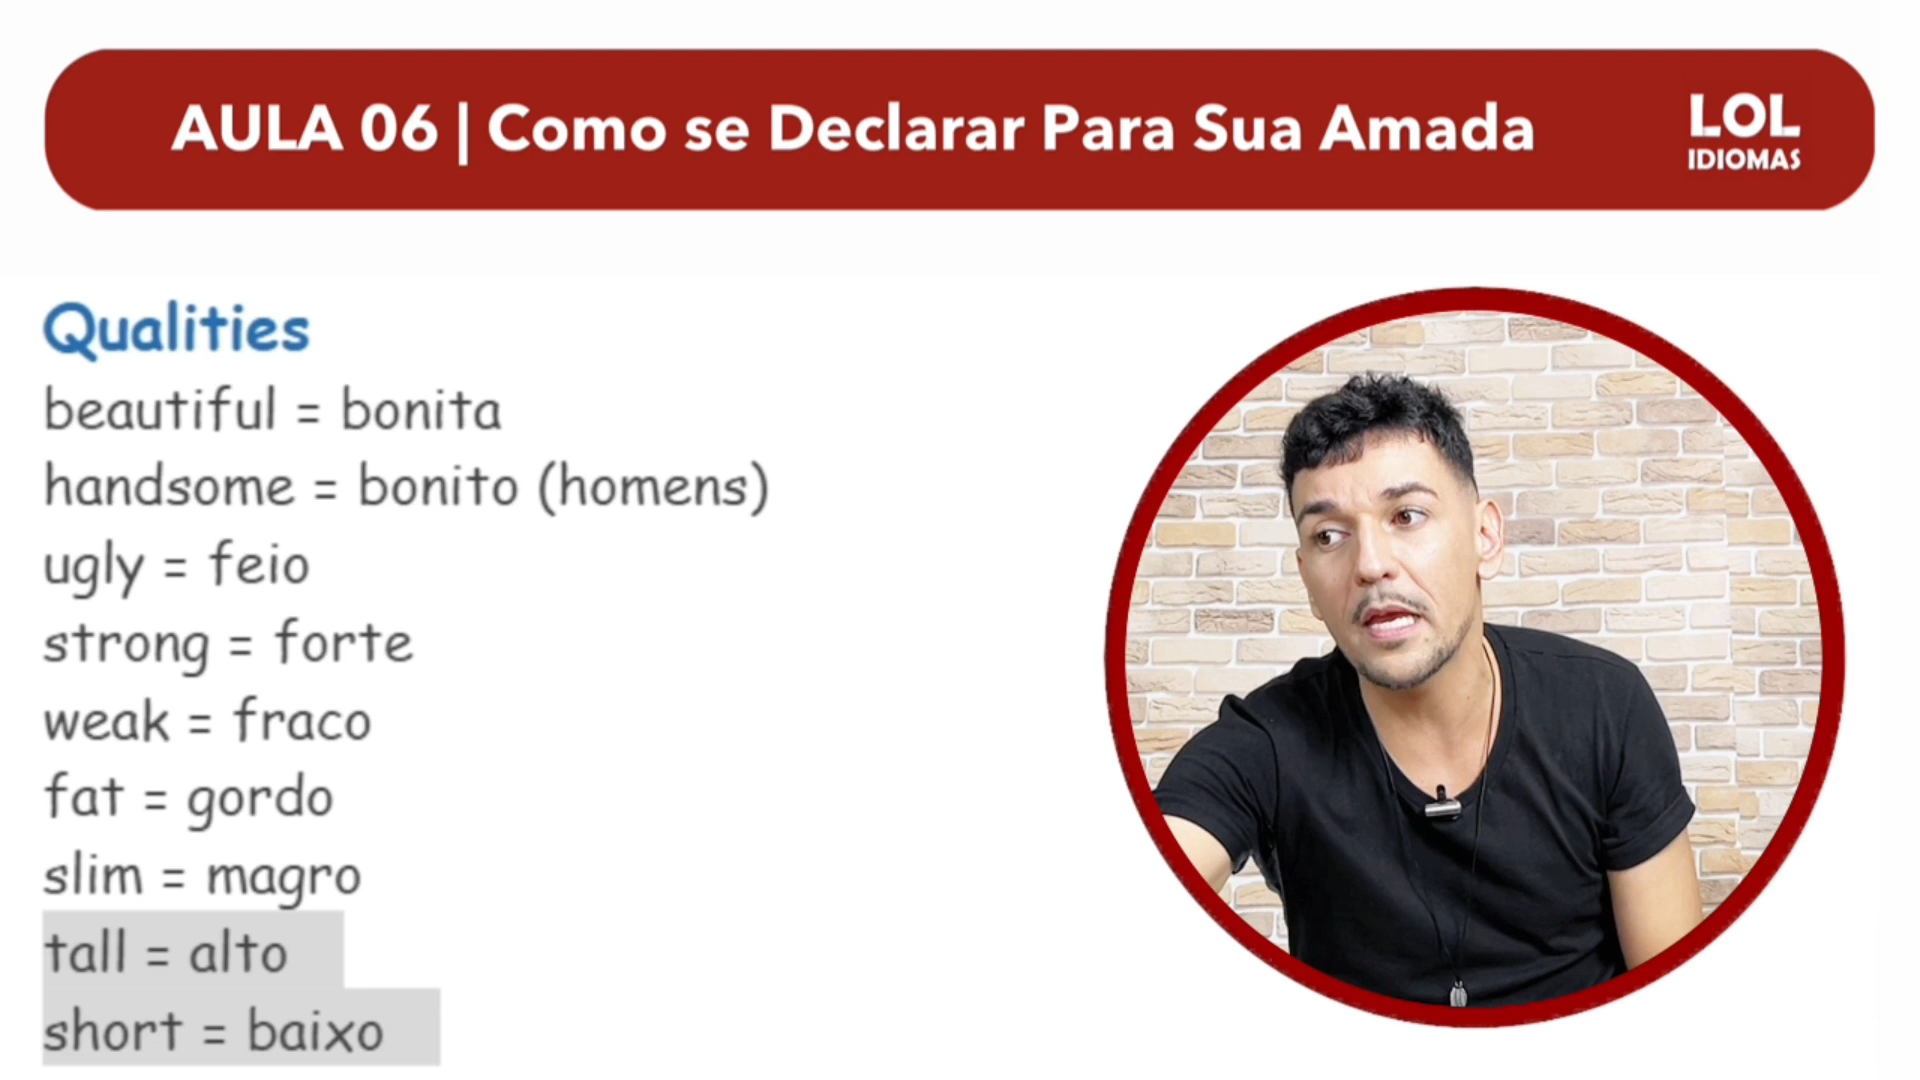 AULA 06 | Como se Declarar Para Sua Amada
LOL
IDIOMAS
Qualities
beautiful = bonita
handsome = bonito (homens)
ugly = feio
strong = forte
weak = fraco
fat = gordo
slim = magro
tall = alto
short = baixo